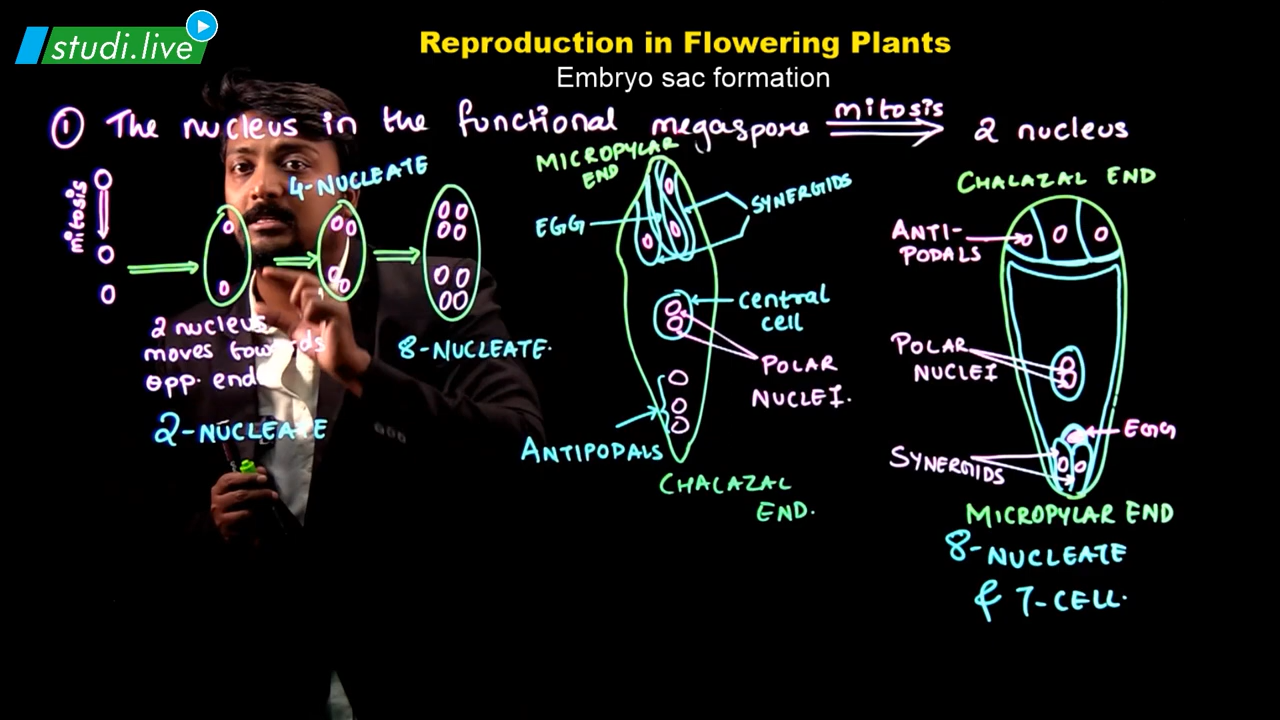 studi.live
Reproduction in Flowering Plants
Embryo sac formation
① The nucleus in the functional megaspore mitosis 2 nucleus
mitosis
4-NUCLEATE
2 nucleus
moves towards
opp. end
2-NUCLEATE
8-NUCLEATE.
MICROPYLAR
END
EGG
SYNERGIDS
Central
cell
POLAR
NUCLEI.
ANTIPODALS
CHALAZAL
END.
CHALAZAL END
ANTI-
PODALS
POLAR
NUCLEI
EGG
SYNERGIDS
MICROPYLAR END
8-NUCLEATE
& 7-CELL.